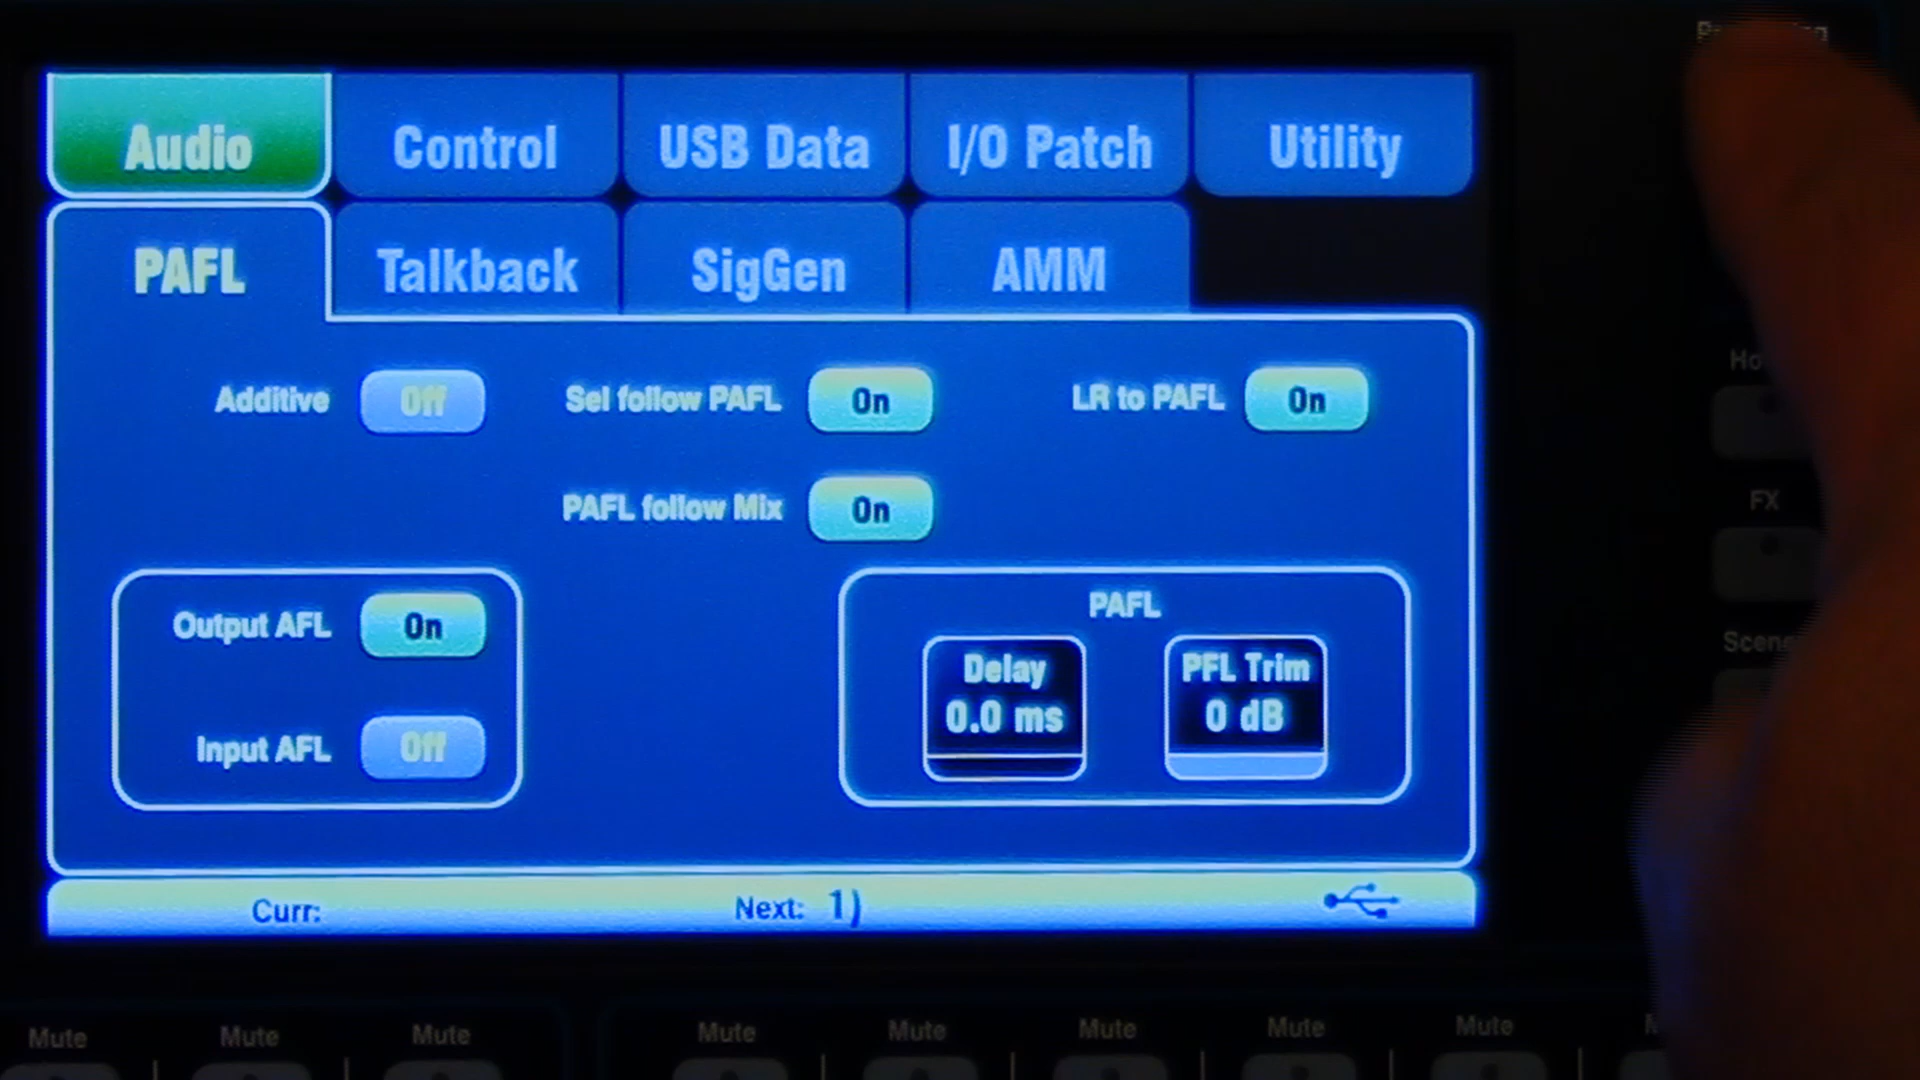 Audio Control USB Data I/O Patch Utility
PAFL Talkback SigGen AMM
Additive Off Sel follow PAFL On LR to PAFL On
PAFL follow Mix On
Output AFL On
Input AFL Off
PAFL
Delay
0.0 ms
PFL Trim
0 dB
Curr: Next: 1)
FX
Mute Mute Mute Mute Mute Mute Mute Mute